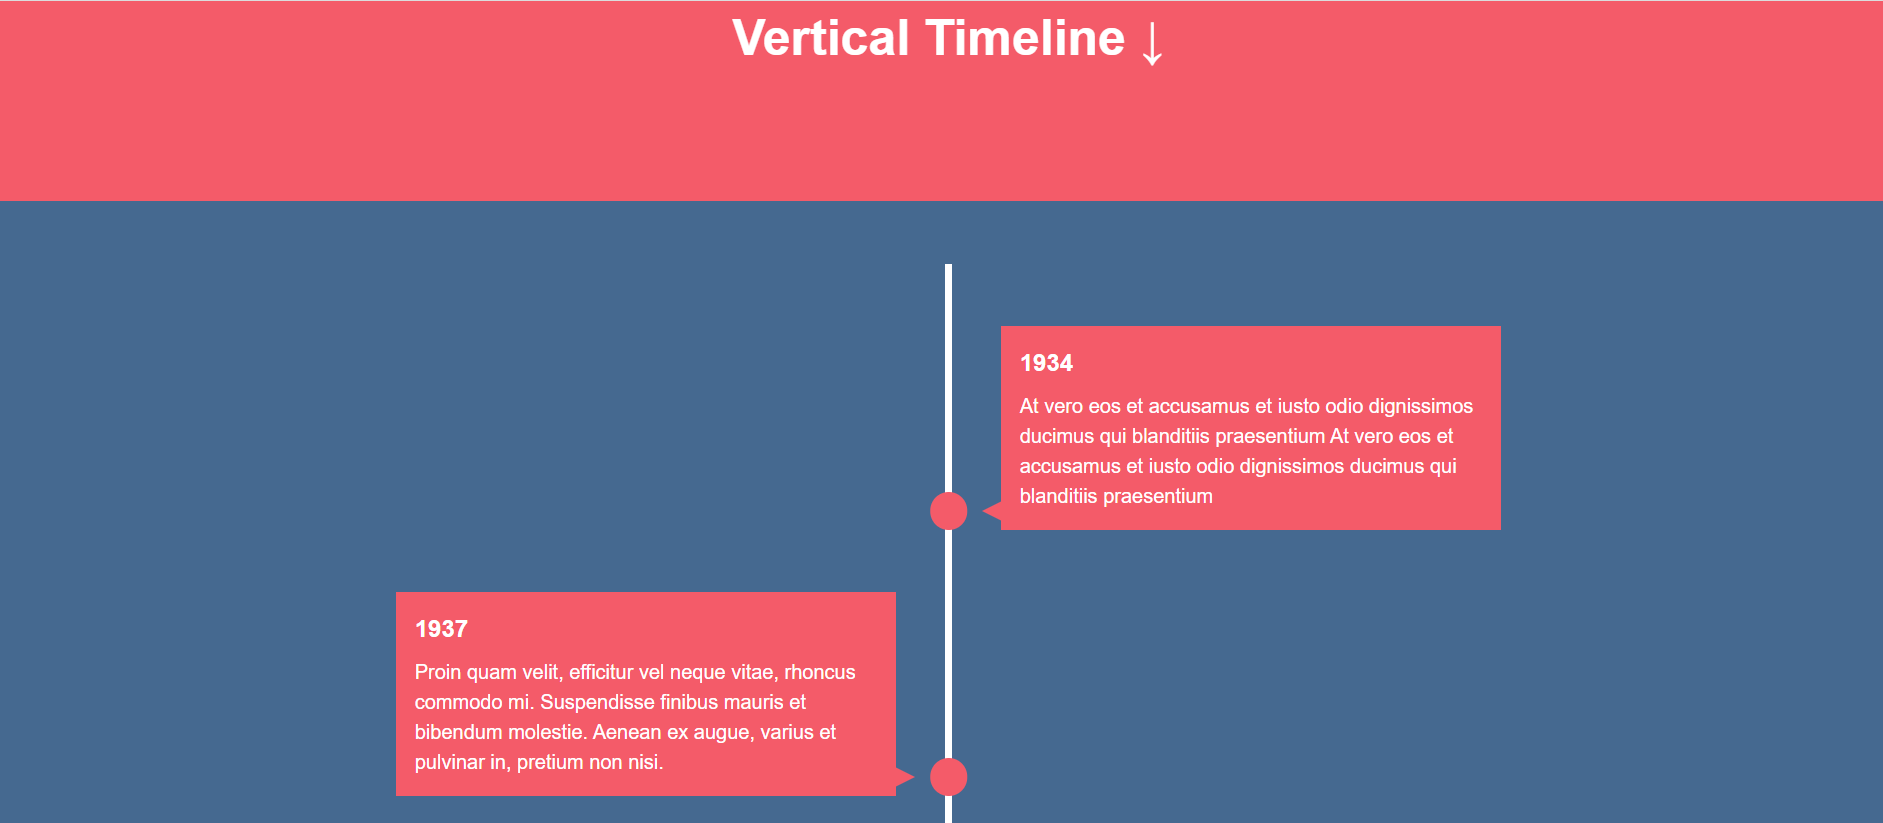 Vertical Timeline ↓
1934
At vero eos et accusamus et iusto odio dignissimos
ducimus qui blanditiis praesentium At vero eos et
accusamus et iusto odio dignissimos ducimus qui
blanditiis praesentium
1937
Proin quam velit, efficitur vel neque vitae, rhoncus
commodo mi. Suspendisse finibus mauris et
bibendum molestie. Aenean ex augue, varius et
pulvinar in, pretium non nisi.